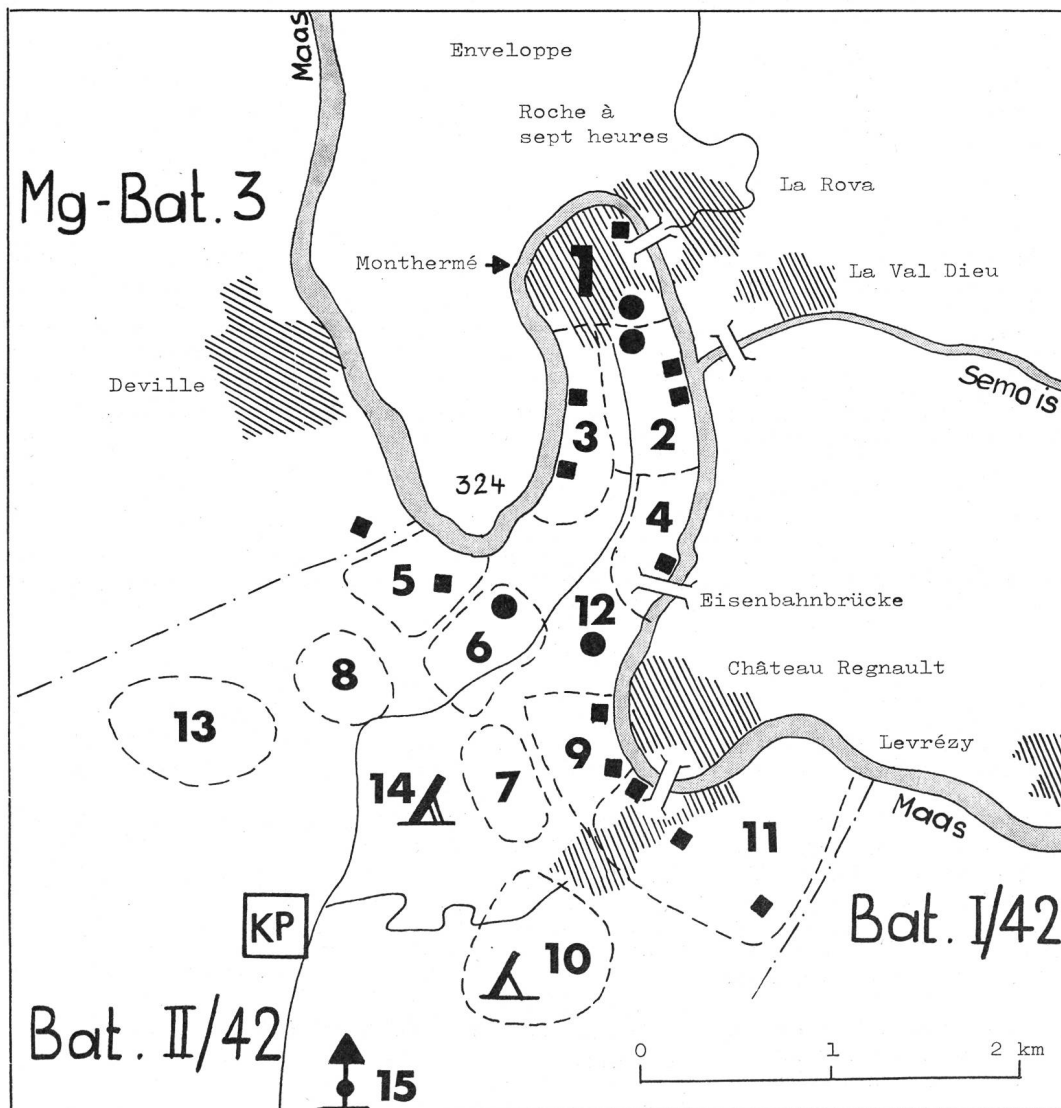 Maas
Enveloppe
Roche à
sept heures
La Rova
Mg-Bat. 3
Monthermé
1
La Val Dieu
Deville
Semois
3
2
324
4
5
12
Eisenbahnbrücke
6
8
Château Regnault
13
9
Levrézy
14
7
Maas
11
KP
10
Bat. I/42
Bat. II/42
15
0 1 2 km